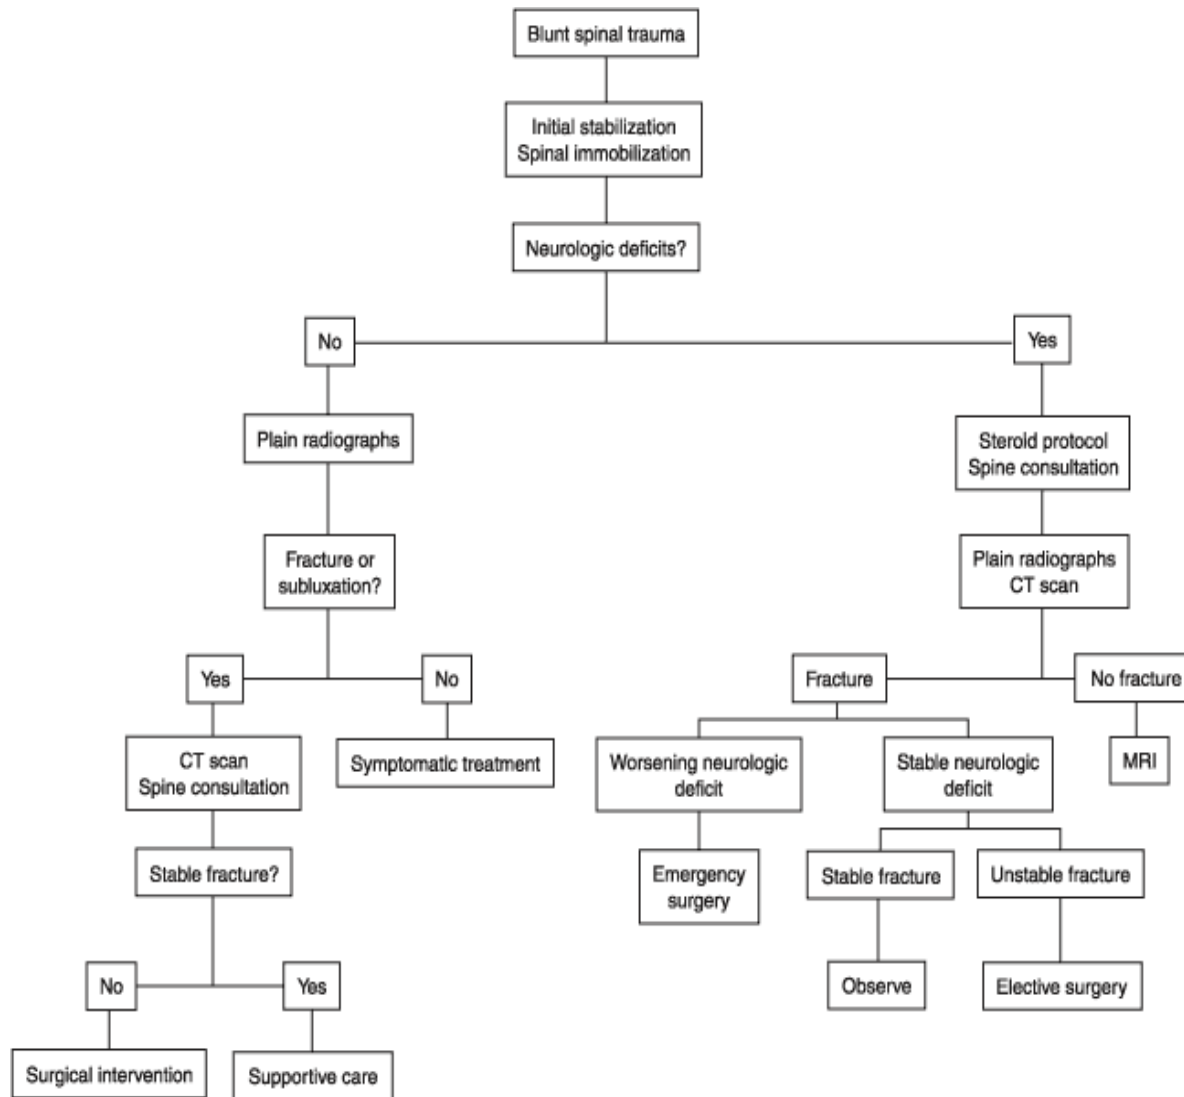 Blunt spinal trauma
Initial stabilization
Spinal immobilization
Neurologic deficits?
No
Yes
Plain radiographs
Steroid protocol
Spine consultation
Fracture or
subluxation?
Plain radiographs
CT scan
Yes
No
Fracture
No fracture
CT scan
Spine consultation
Symptomatic treatment
Worsening neurologic
deficit
Stable neurologic
deficit
MRI
Stable fracture?
Emergency
surgery
Stable fracture
Unstable fracture
No
Yes
Observe
Elective surgery
Surgical intervention
Supportive care